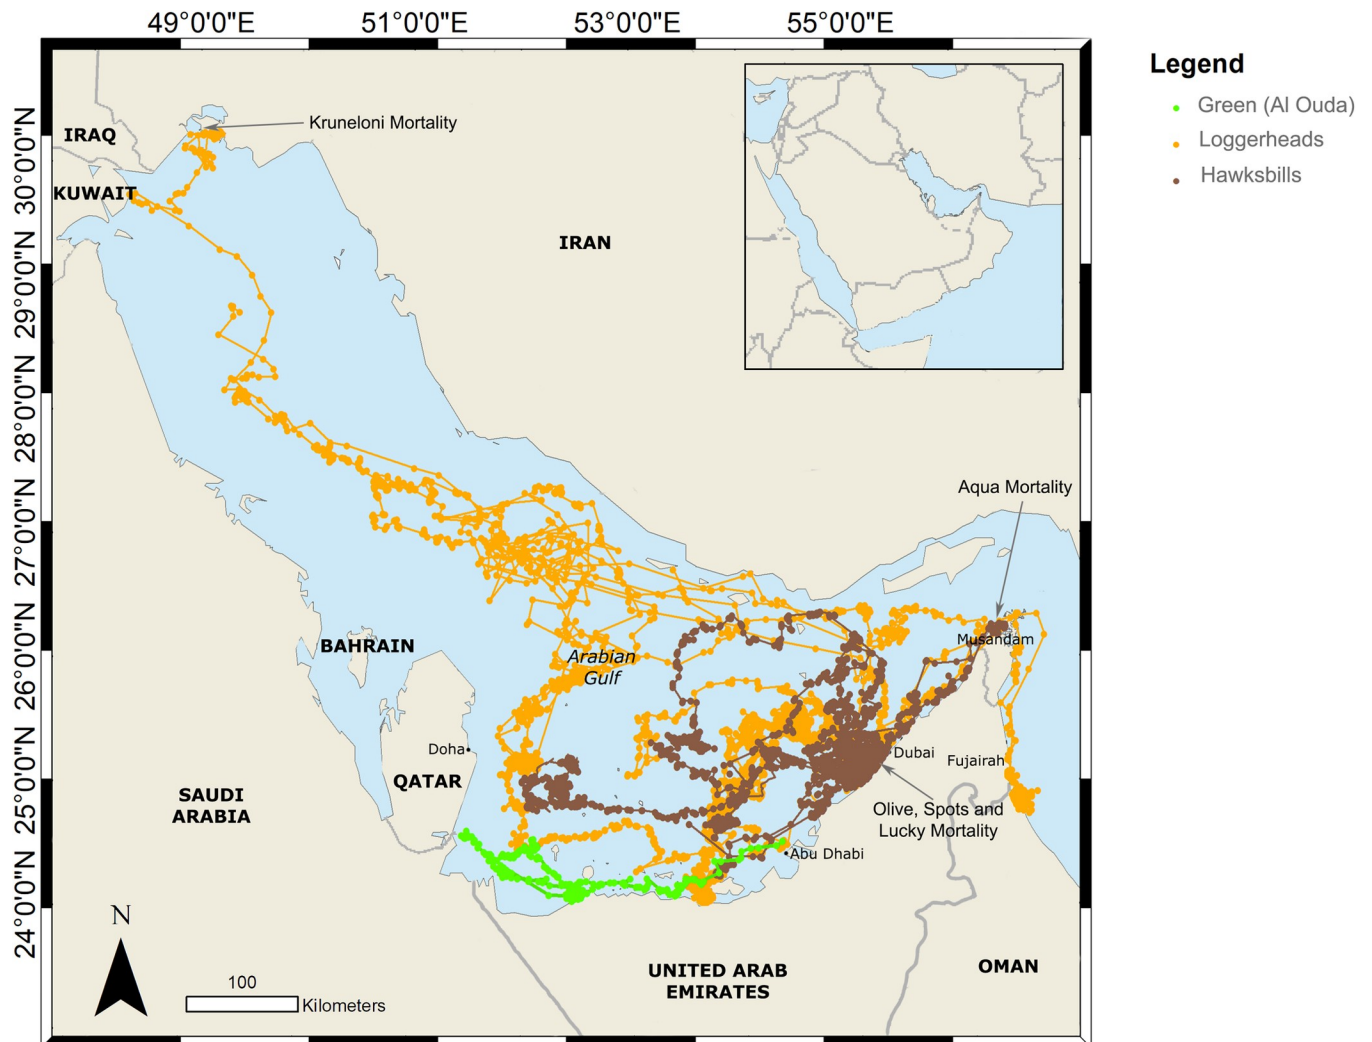 49°0'0"E
51°0'0"E
53°0'0"E
55°0'0"E
Legend
Green (Al Ouda)
Loggerheads
Hawksbills
30°0'0"N
29°0'0"N
28°0'0"N
27°0'0"N
26°0'0"N
25°0'0"N
24°0'0"N
Kruneloni Mortality
IRAQ
KUWAIT
IRAN
Aqua Mortality
Musandam
BAHRAIN
Arabian
Gulf
Doha
Dubai
Fujairah
QATAR
SAUDI
ARABIA
Olive, Spots and
Lucky Mortality
Abu Dhabi
N
UNITED ARAB
EMIRATES
OMAN
100
Kilometers